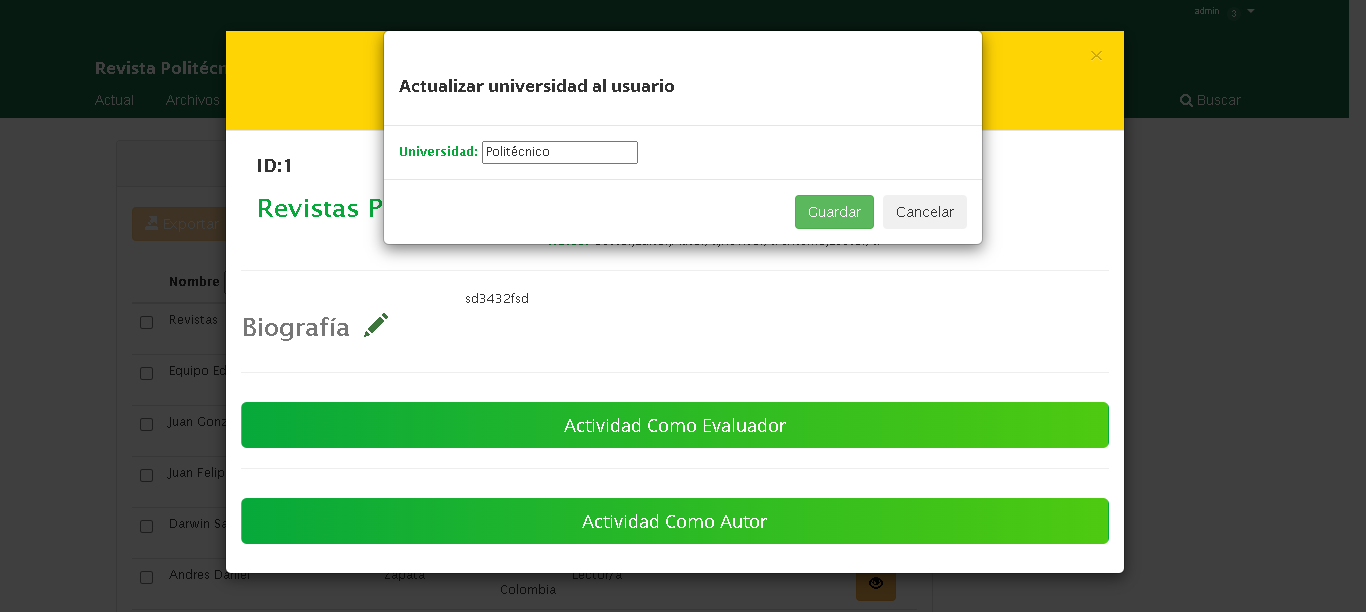 admin 3
Revista Politécn
Actual Archivos
Buscar
×
Actualizar universidad al usuario
Universidad: Politécnico
Guardar Cancelar
ID:1
Revistas P
Biografía
sd3432fsd
Actividad Como Evaluador
Actividad Como Autor
Exportar
Nombre
Revistas
Equipo Ed
Juan Gonz
Juan Felip
Darwin Sa
Andres Daniel Zapata Colombia Lector/a